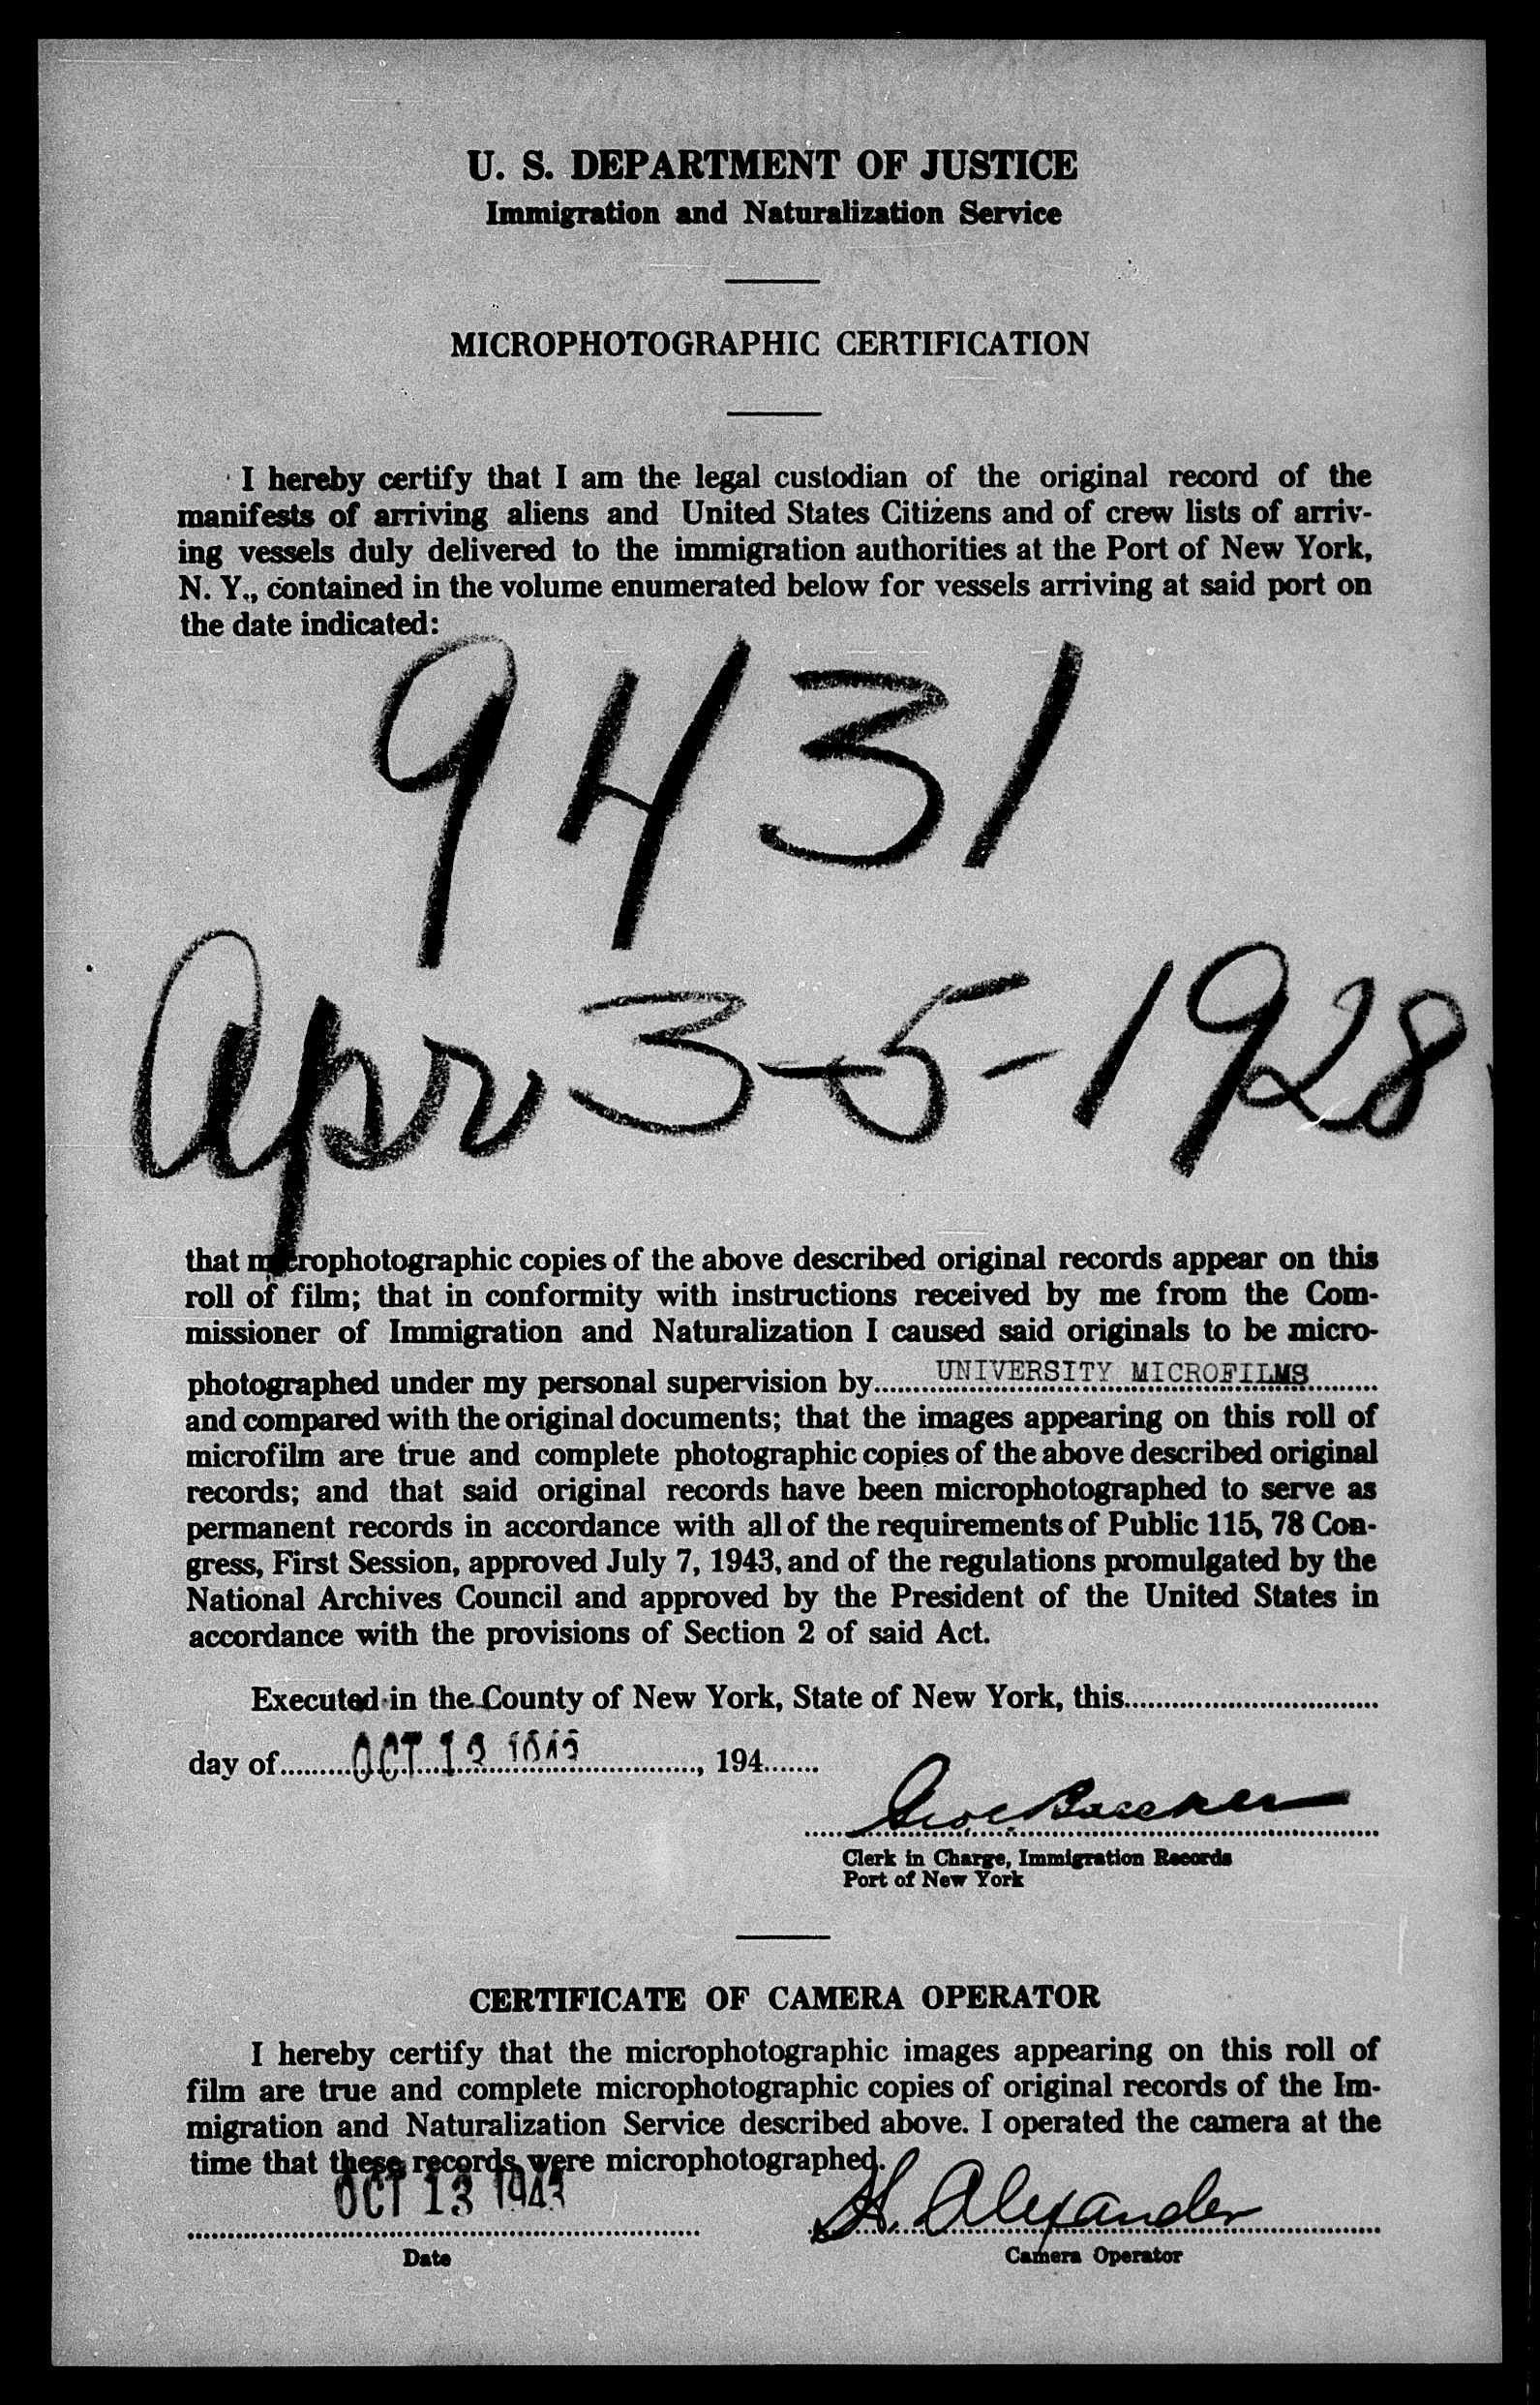 U. S. DEPARTMENT OF JUSTICE
Immigration and Naturalization Service
MICROPHOTOGRAPHIC CERTIFICATION
I hereby certify that I am the legal custodian of the original record of the
manifests of arriving aliens and United States Citizens and of crew lists of arriv-
ing vessels duly delivered to the immigration authorities at the Port of New York,
N. Y., contained in the volume enumerated below for vessels arriving at said port on
the date indicated:
9431
Apr 3-5-1928
that microphotographic copies of the above described original records appear on this
roll of film; that in conformity with instructions received by me from the Com-
missioner of Immigration and Naturalization I caused said originals to be micro-
photographed under my personal supervision by UNIVERSITY MICROFILMS
and compared with the original documents; that the images appearing on this roll of
microfilm are true and complete photographic copies of the above described original
records; and that said original records have been microphotographed to serve as
permanent records in accordance with all of the requirements of Public 115, 78 Con-
gress, First Session, approved July 7, 1943, and of the regulations promulgated by the
National Archives Council and approved by the President of the United States in
accordance with the provisions of Section 2 of said Act.
Executed in the County of New York, State of New York, this
day of OCT 13 1943, 194
Clerk in Charge, Immigration Records
Port of New York
CERTIFICATE OF CAMERA OPERATOR
I hereby certify that the microphotographic images appearing on this roll of
film are true and complete microphotographic copies of original records of the Im-
migration and Naturalization Service described above. I operated the camera at the
time that these records were microphotographed.
OCT 13 1943 H. Alexander
Date Camera Operator